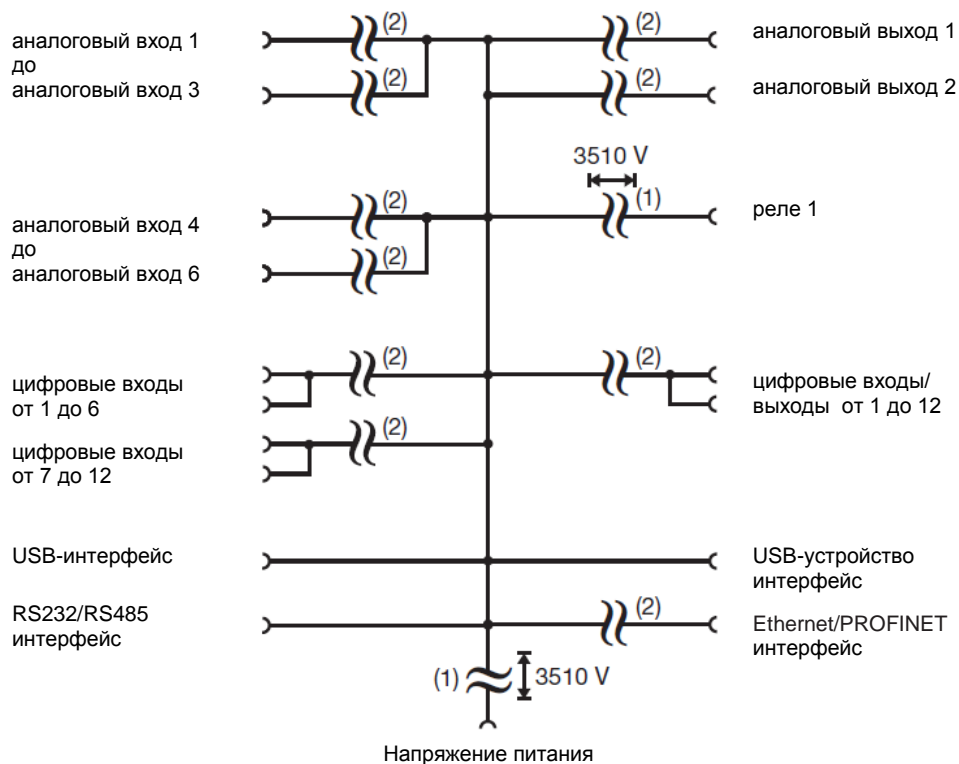 аналоговый вход 1
до
аналоговый вход 3
(2)
(2)
(2)
(2)
аналоговый выход 1
аналоговый выход 2
3510 V
аналоговый вход 4
до
аналоговый вход 6
(2)
(2)
(1)
реле 1
цифровые входы
от 1 до 6
(2)
(2)
цифровые входы/
выходы от 1 до 12
цифровые входы
от 7 до 12
(2)
USB-интерфейс
USB-устройство
интерфейс
RS232/RS485
интерфейс
(2)
Ethernet/PROFINET
интерфейс
(1)
3510 V
Напряжение питания